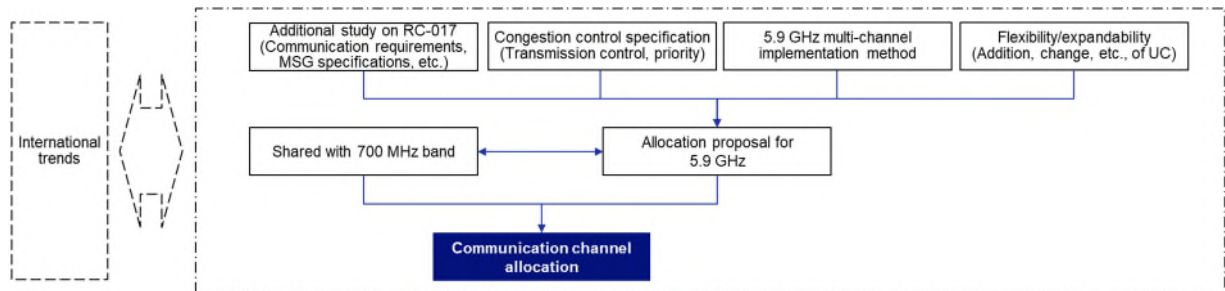 International
trends
Additional study on RC-017
(Communication requirements,
MSG specifications, etc.)
Congestion control specification
(Transmission control, priority)
5.9 GHz multi-channel
implementation method
Flexibility/expandability
(Addition, change, etc., of UC)
Shared with 700 MHz band
Allocation proposal for
5.9 GHz
Communication channel
allocation